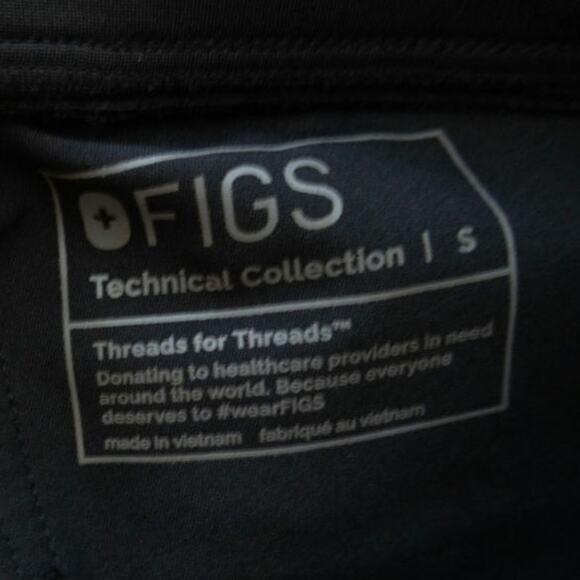 FIGS
Technical Collection | S
Threads for Threads™
Donating to healthcare providers in need
around the world. Because everyone
deserves to #wearFIGS
made in vietnam fabriqué au vietnam